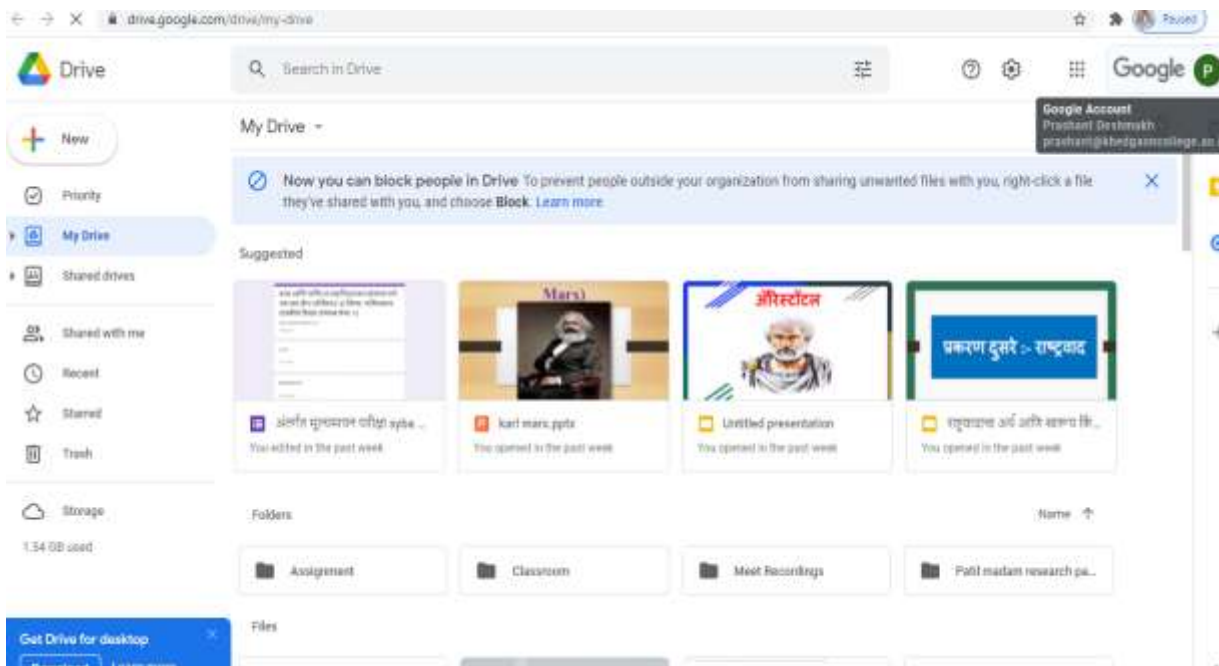 drive.google.com/drive/my-drive
Paused
Drive
Search in Drive
Google
P
Google Account
Prashant Deshmukh
New
My Drive
Now you can block people in Drive To prevent people outside your organization from sharing unwanted files with you, right-click a file
they've shared with you, and choose Block. Learn more
Priority
My Drive
Shared drives
Shared with me
Recent
Starred
Trash
Storage
1.54 GB used
Suggested
Marx)
ॲरिस्टॉटल
प्रकरण दुसरे :- राष्ट्रवाद
अंतर्गत मूल्यमापन परीक्षा syba ...
karl marx.pptx
Untitled presentation
You edited in the past week
You opened in the past week
You opened in the past week
You opened in the past week
Folders
Name
Assignment
Classroom
Meet Recordings
Patil madam research pa...
Files
Get Drive for desktop